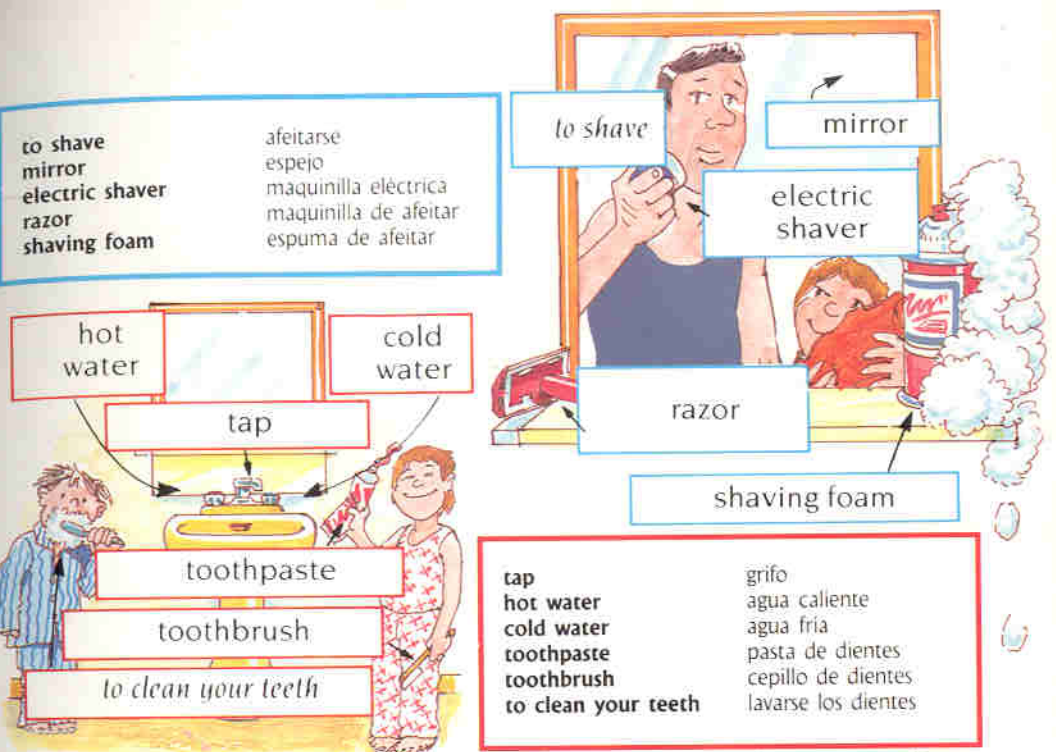 to shave afeitarse
mirror espejo
electric shaver maquinilla eléctrica
razor maquinilla de afeitar
shaving foam espuma de afeitar
to shave
mirror
electric
shaver
razor
shaving foam
hot
water
cold
water
tap
toothpaste
toothbrush
to clean your teeth
tap grifo
hot water agua caliente
cold water agua fria
toothpaste pasta de dientes
toothbrush cepillo de dientes
to clean your teeth lavarse los dientes